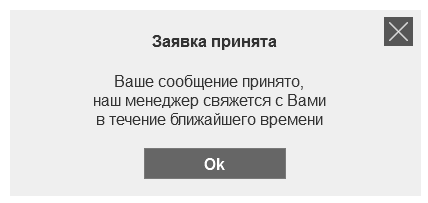 Заявка принята
Ваше сообщение принято,
наш менеджер свяжется с Вами
в течение ближайшего времени
Ok